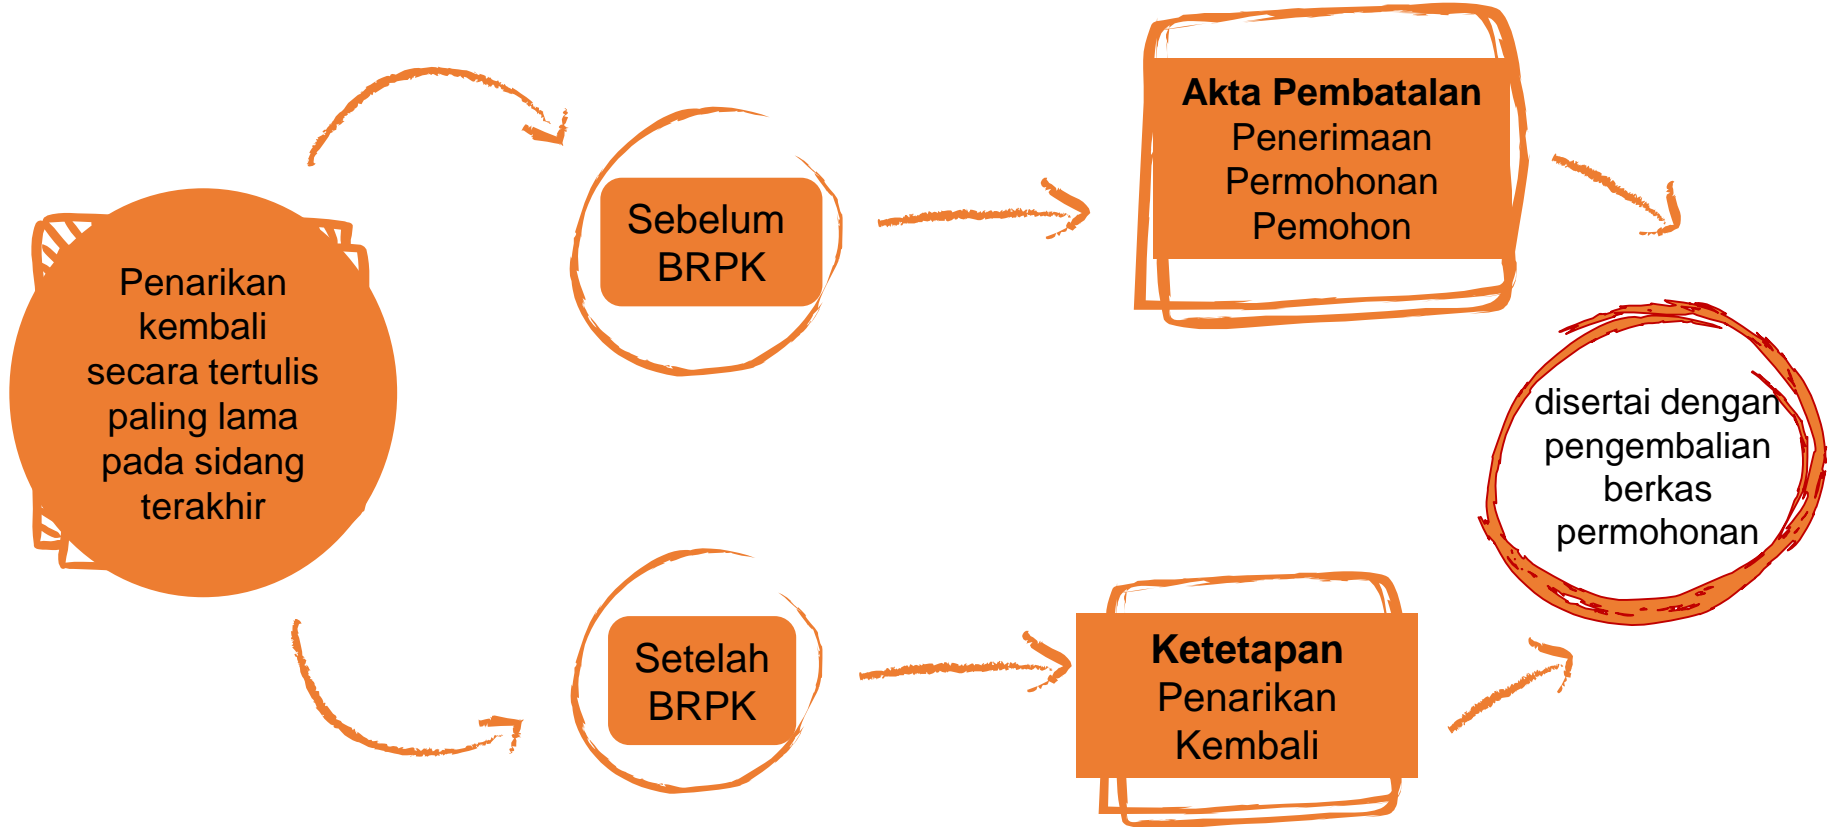 Penarikan
kembali
secara tertulis
paling lama
pada sidang
terakhir
Sebelum
BRPK
Akta Pembatalan
Penerimaan
Permohonan
Pemohon
Setelah
BRPK
Ketetapan
Penarikan
Kembali
disertai dengan
pengembalian
berkas
permohonan